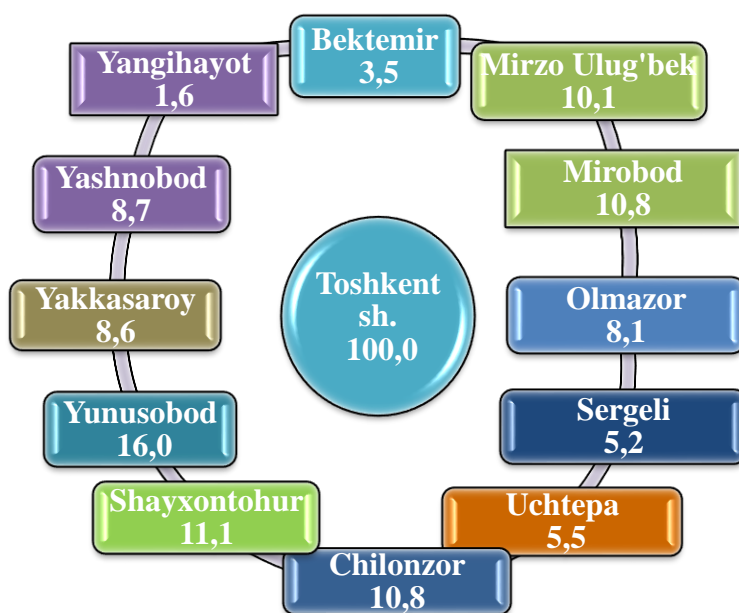 Bektemir
3,5
Mirzo Ulug'bek
10,1
Mirobod
10,8
Olmazor
8,1
Sergeli
5,2
Uchtepa
5,5
Chilonzor
10,8
Shayxontohur
11,1
Yunusobod
16,0
Yakkasaroy
8,6
Yashnobod
8,7
Yangihayot
1,6
Toshkent
sh.
100,0